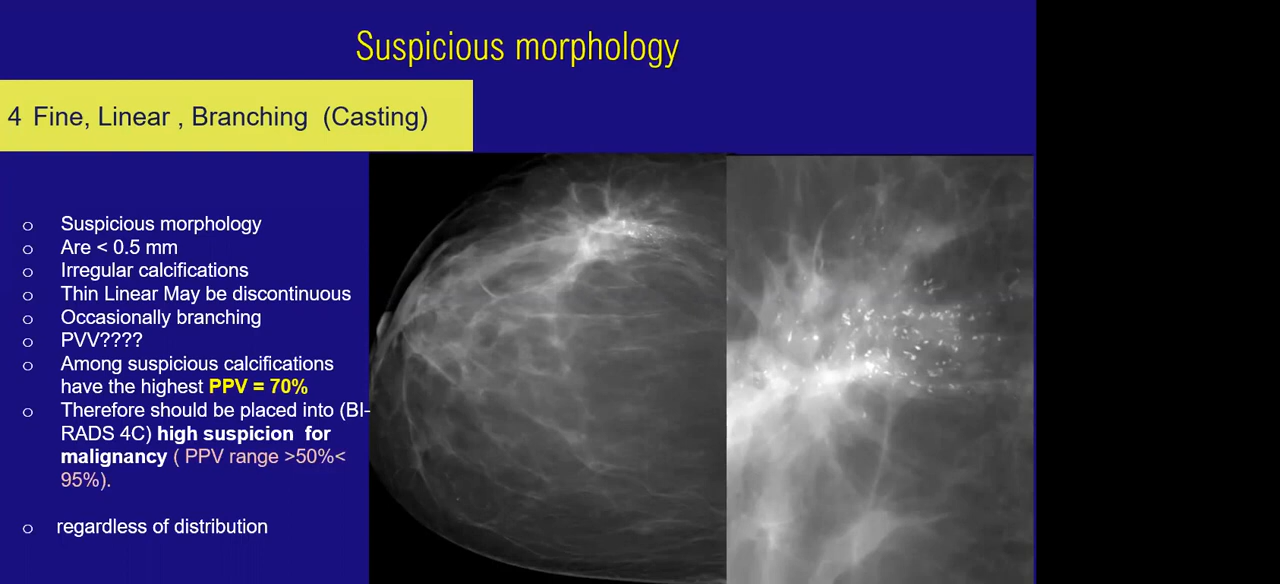 Suspicious morphology
4 Fine, Linear , Branching (Casting)
o Suspicious morphology
o Are < 0.5 mm
o Irregular calcifications
o Thin Linear May be discontinuous
o Occasionally branching
o PVV????
o Among suspicious calcifications
have the highest PPV = 70%
o Therefore should be placed into (BI-
RADS 4C) high suspicion for
malignancy ( PPV range >50%<
95%).
o regardless of distribution